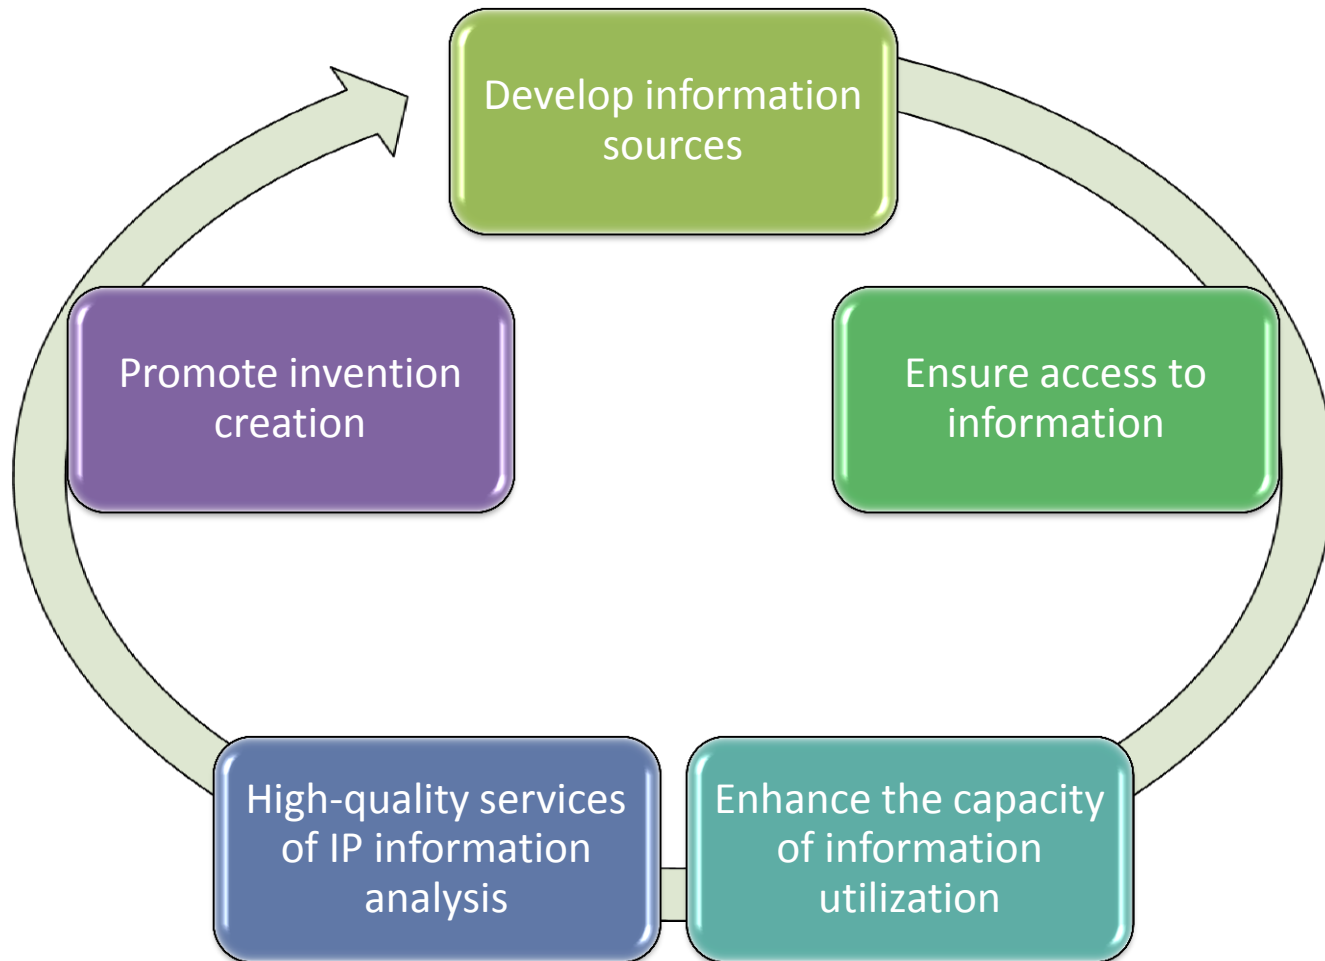 Develop information
sources
Ensure access to
information
Enhance the capacity
of information
utilization
High-quality services
of IP information
analysis
Promote invention
creation